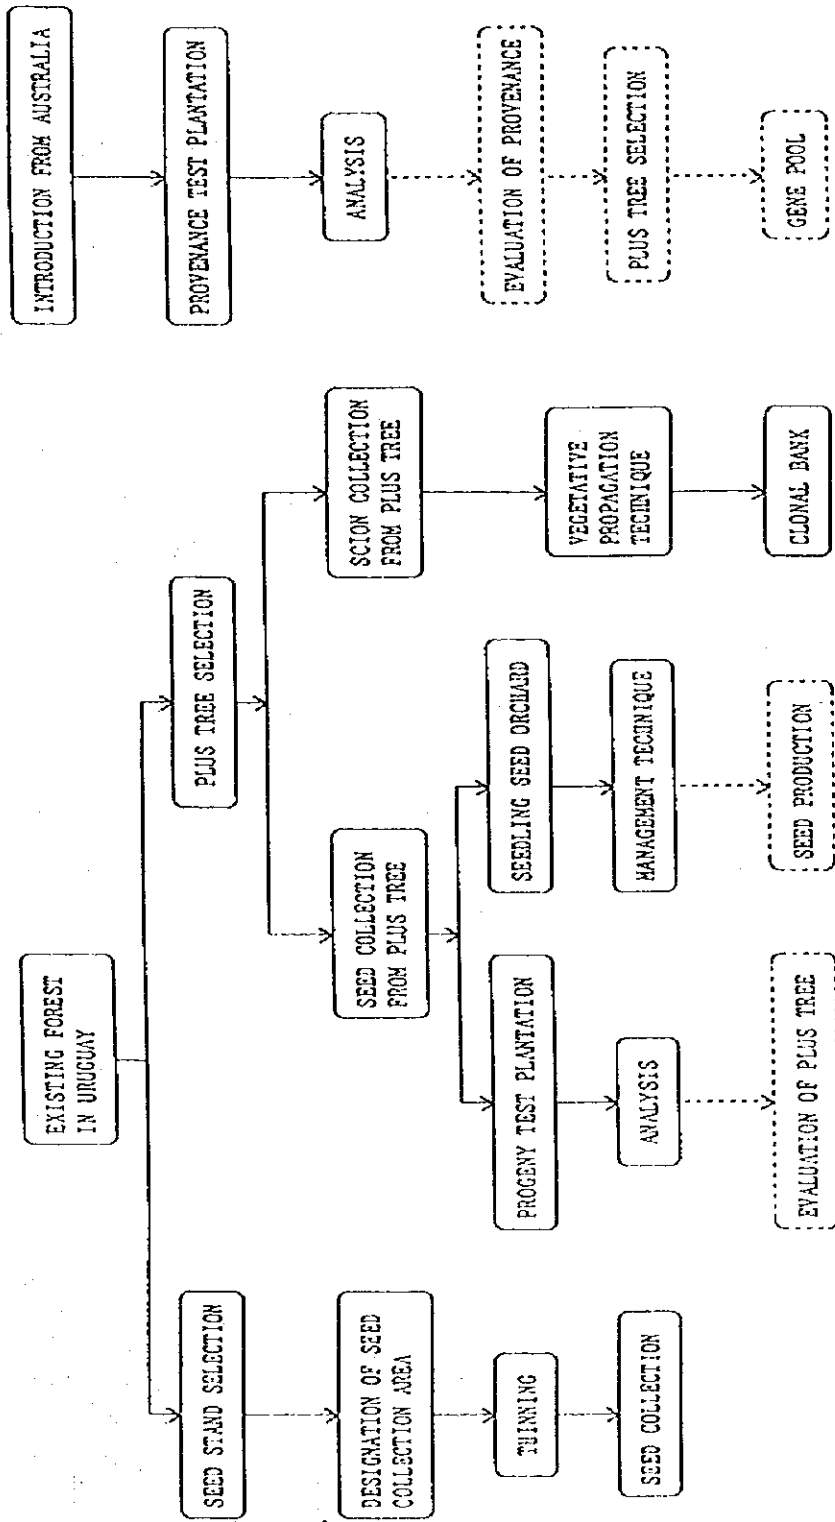 EXISTING FOREST
IN URUGUAY
SEED STAND SELECTION
DESIGNATION OF SEED
COLLECTION AREA
TUINNING
SEED COLLECTION
PLUS TREE SELECTION
SEED COLLECTION
FROM PLUS TREE
PROGENY TEST PLANTATION
ANALYSIS
EVALUATION OF PLUS TREE
SEEDLING SEED ORCHARD
MANAGEMENT TECHNIQUE
SEED PRODUCTION
SCION COLLECTION
FROM PLUS TREE
VEGETATIVE
PROPAGATION
TECHNIQUE
CLONAL BANK
INTRODUCTION FROM AUSTRALIA
PROVENANCE TEST PLANTATION
ANALYSIS
EVALUATION OF PROVENANCE
PLUS TREE SELECTION
GENE POOL